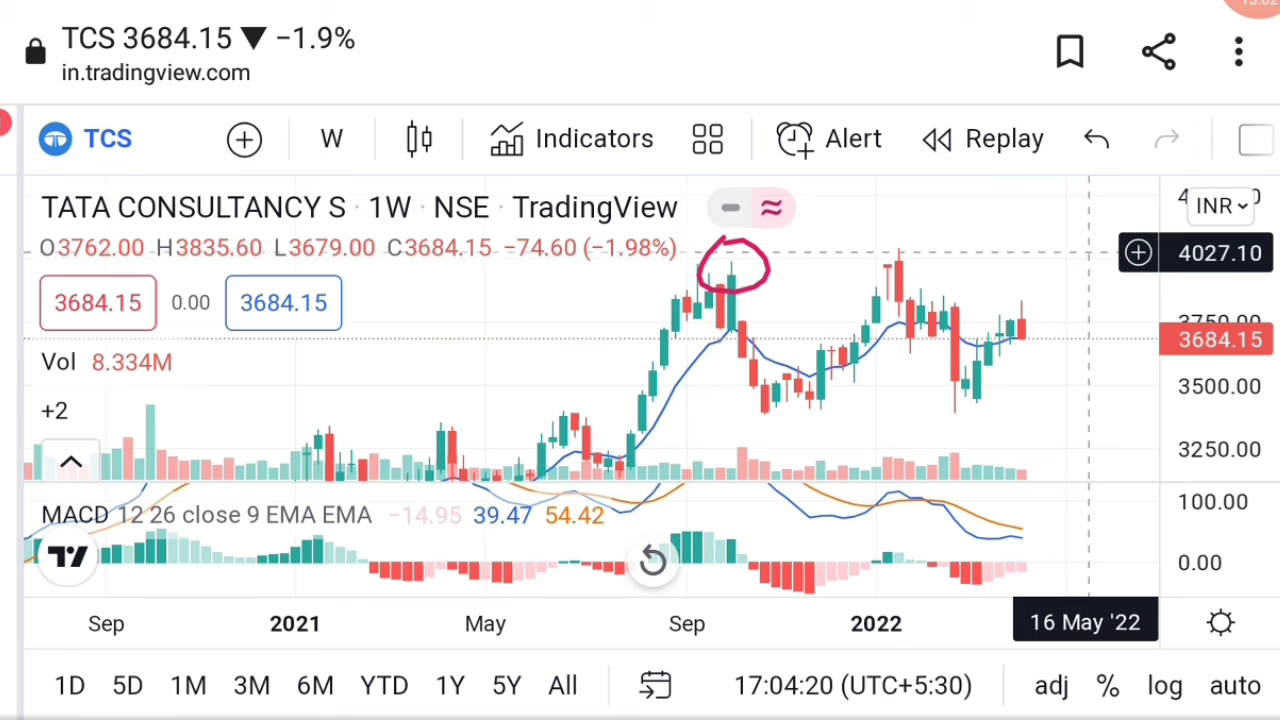 TCS 3684.15 ▼ −1.9%
in.tradingview.com
TCS W Indicators Alert Replay
TATA CONSULTANCY S · 1W · NSE TradingView
INR
O3762.00 H3835.60 L3679.00 C3684.15 −74.60 (−1.98%)
4027.10
3684.15 0.00 3684.15
3750.00
3684.15
Vol 8.334M
3500.00
+2
3250.00
MACD 12 26 close 9 EMA EMA −14.95 39.47 54.42
100.00
0.00
Sep 2021 May Sep 2022 16 May '22
1D 5D 1M 3M 6M YTD 1Y 5Y All 17:04:20 (UTC+5:30) adj % log auto